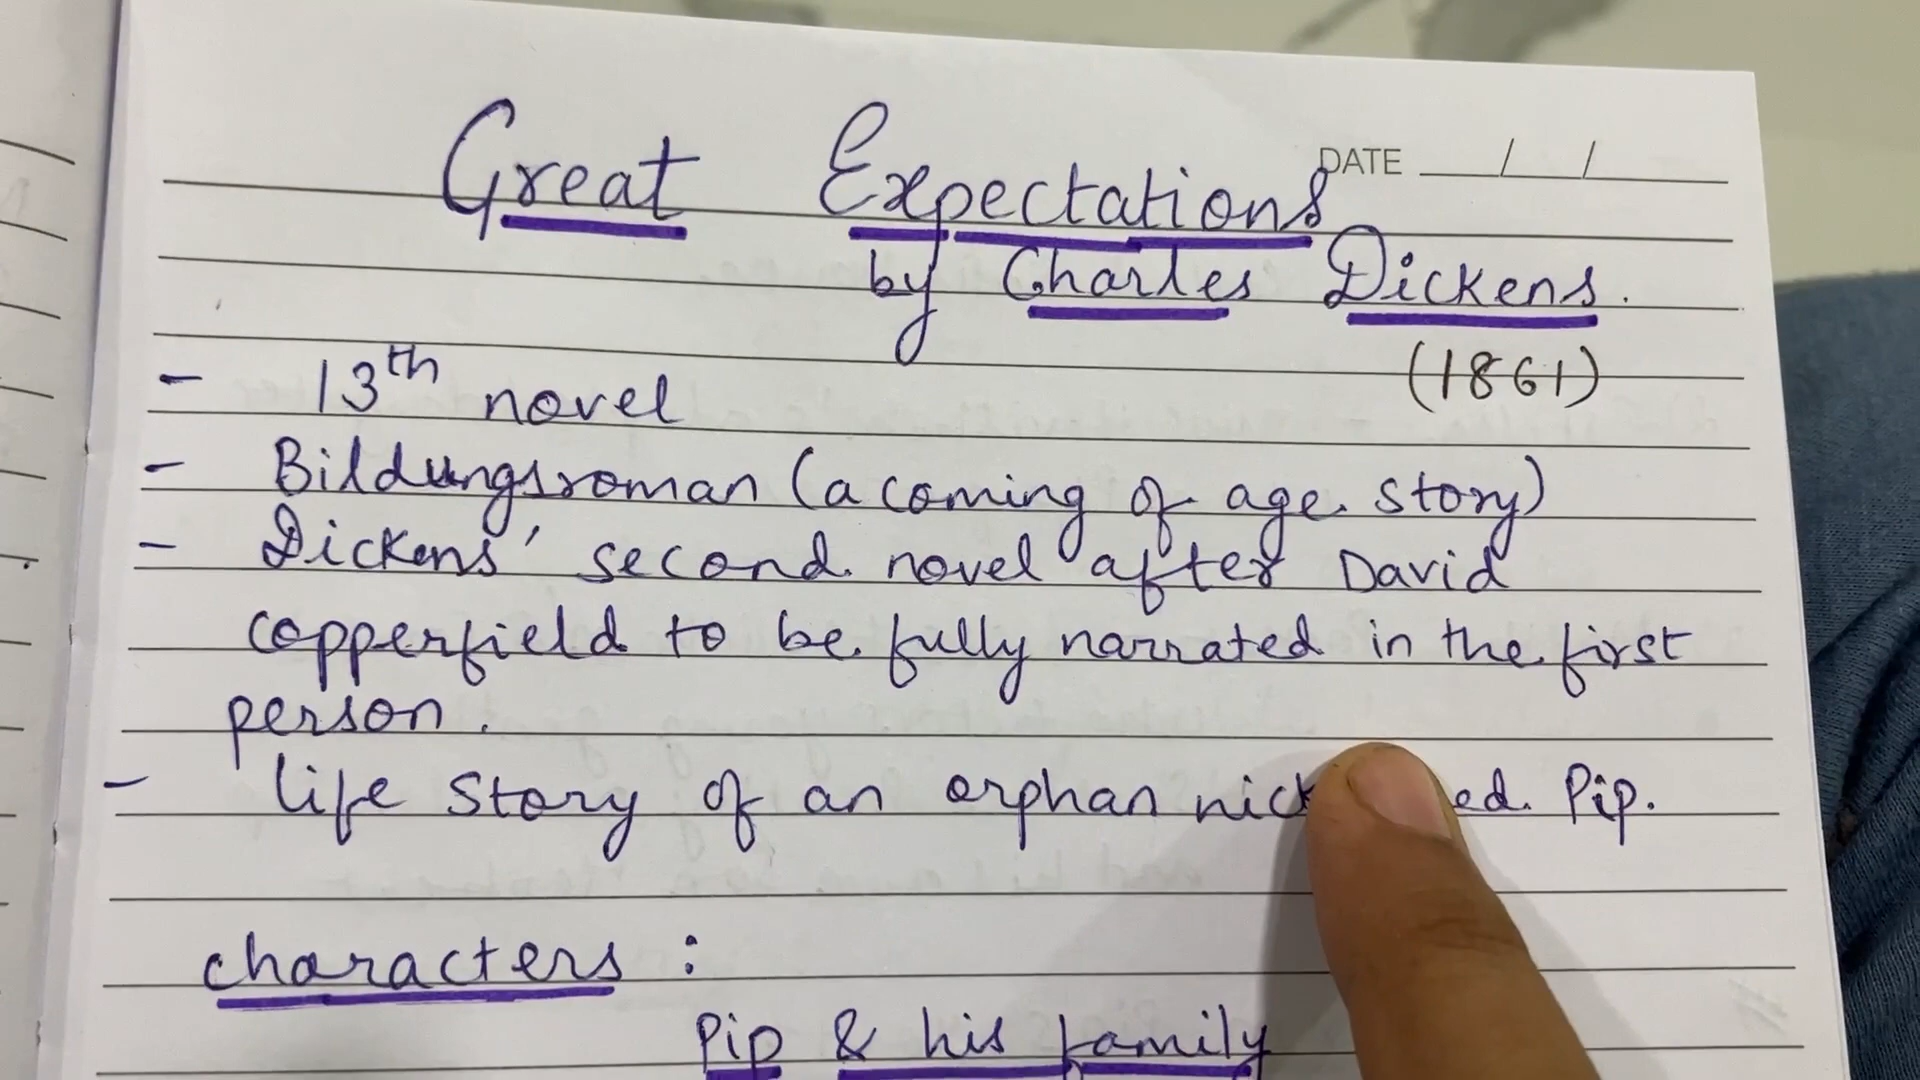 Great Expectations
DATE / /
by Charles Dickens.
(1861)
- 13th novel
- Bildungsroman (a coming of age story)
- Dickens' second novel after David
copperfield to be fully narrated in the first
person.
- life story of an orphan Pip.
characters :
Pip & his family